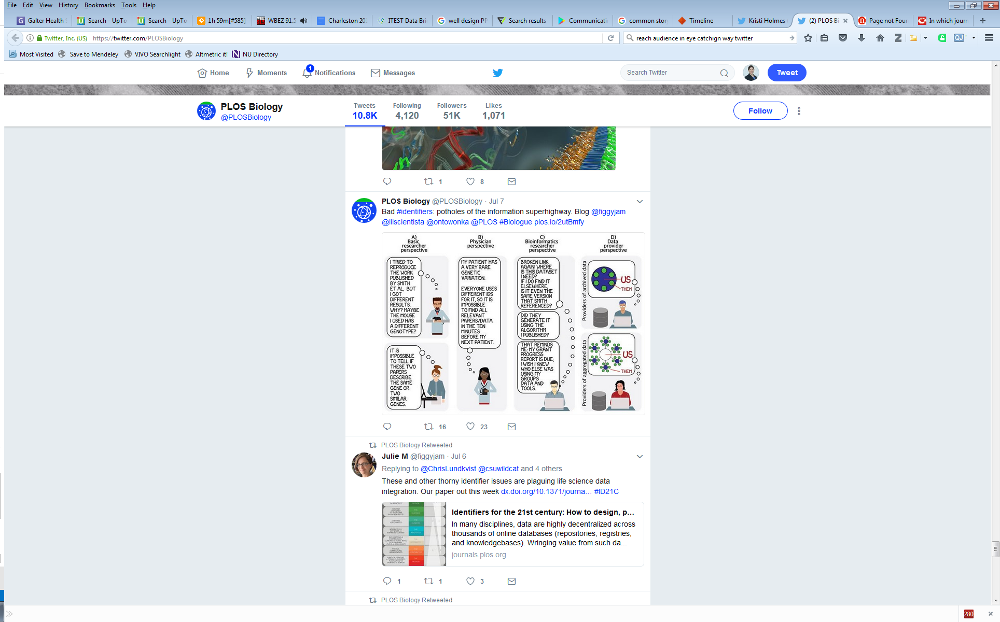 File Edit View History Bookmarks Tools Help
Galter Health Search - UpTo Search - UpTo 1h 59m[#585] WBEZ 91.5 Charleston 201 ITEST Data Bri well design PP Search results Communicati common stor Timeline Kristi Holmes (2) PLOS Bi Page not Foun In which journ
Twitter, Inc. (US) https://twitter.com/PLOSBiology reach audience in eye catchign way twitter
Most Visited Save to Mendeley VIVO Searchlight Altmetric it! NU Directory
Home Moments 1 Notifications Messages Search Twitter Tweet
PLOS Biology
@PLOSBiology
Tweets Following Followers Likes
10.8K 4,120 51K 1,071
Follow
1 8
PLOS Biology @PLOSBiology · Jul 7
Bad #identifiers: potholes of the information superhighway. Blog @figgyjam
@lilscientista @ontowonka @PLOS #Biologue plos.io/2utBmfy
A)
Basic
researcher
perspective
I TRIED TO
REPRODUCE
THE WORK
PUBLISHED
BY SMITH
ET AL, BUT
I GOT
DIFFERENT
RESULTS.
WHY? MAYBE
THE MOUSE
I USED HAS
A DIFFERENT
GENOTYPE?
IT IS
IMPOSSIBLE
TO TELL IF
THESE TWO
PAPERS
DESCRIBE
THE SAME
GENE OR
TWO
SIMILAR
GENES.
B)
Physician
perspective
MY PATIENT HAS
A VERY RARE
GENETIC
VARIATION.
EVERYONE USES
DIFFERENT IDS
FOR IT, SO IT IS
IMPOSSIBLE
TO FIND ALL
RELEVANT
PAPERS/DATA
IN THE TEN
MINUTES
BEFORE MY
NEXT PATIENT.
C)
Bioinformatics
researcher
perspective
BROKEN LINK
AGAIN! WHERE
IS THIS DATASET
I NEED?
IF I DO FIND IT
ELSEWHERE,
IS IT EVEN THE
SAME VERSION
THAT SMITH
REFERENCED?
DID THEY
GENERATE IT
USING THE
ALGORITHM
I PUBLISHED?
THAT REMINDS
ME: MY GRANT
PROGRESS
REPORT IS DUE;
I WISH I KNEW
WHO ELSE WAS
USING MY
GROUP'S
DATA AND
TOOLS.
D)
Data
provider
perspective
Providers of archived data
US
THEM
Providers of aggregated data
US
THEM
16 23
PLOS Biology Retweeted
Julie M @figgyjam · Jul 6
Replying to @ChrisLundkvist @csuwildcat and 4 others
These and other thorny identifier issues are plaguing life science data
integration. Our paper out this week dx.doi.org/10.1371/journa… #ID21C
Identifiers for the 21st century: How to design, p...
In many disciplines, data are highly decentralized across
thousands of online databases (repositories, registries,
and knowledgebases). Wringing value from such da...
journals.plos.org
1 1 3
PLOS Biology Retweeted
280